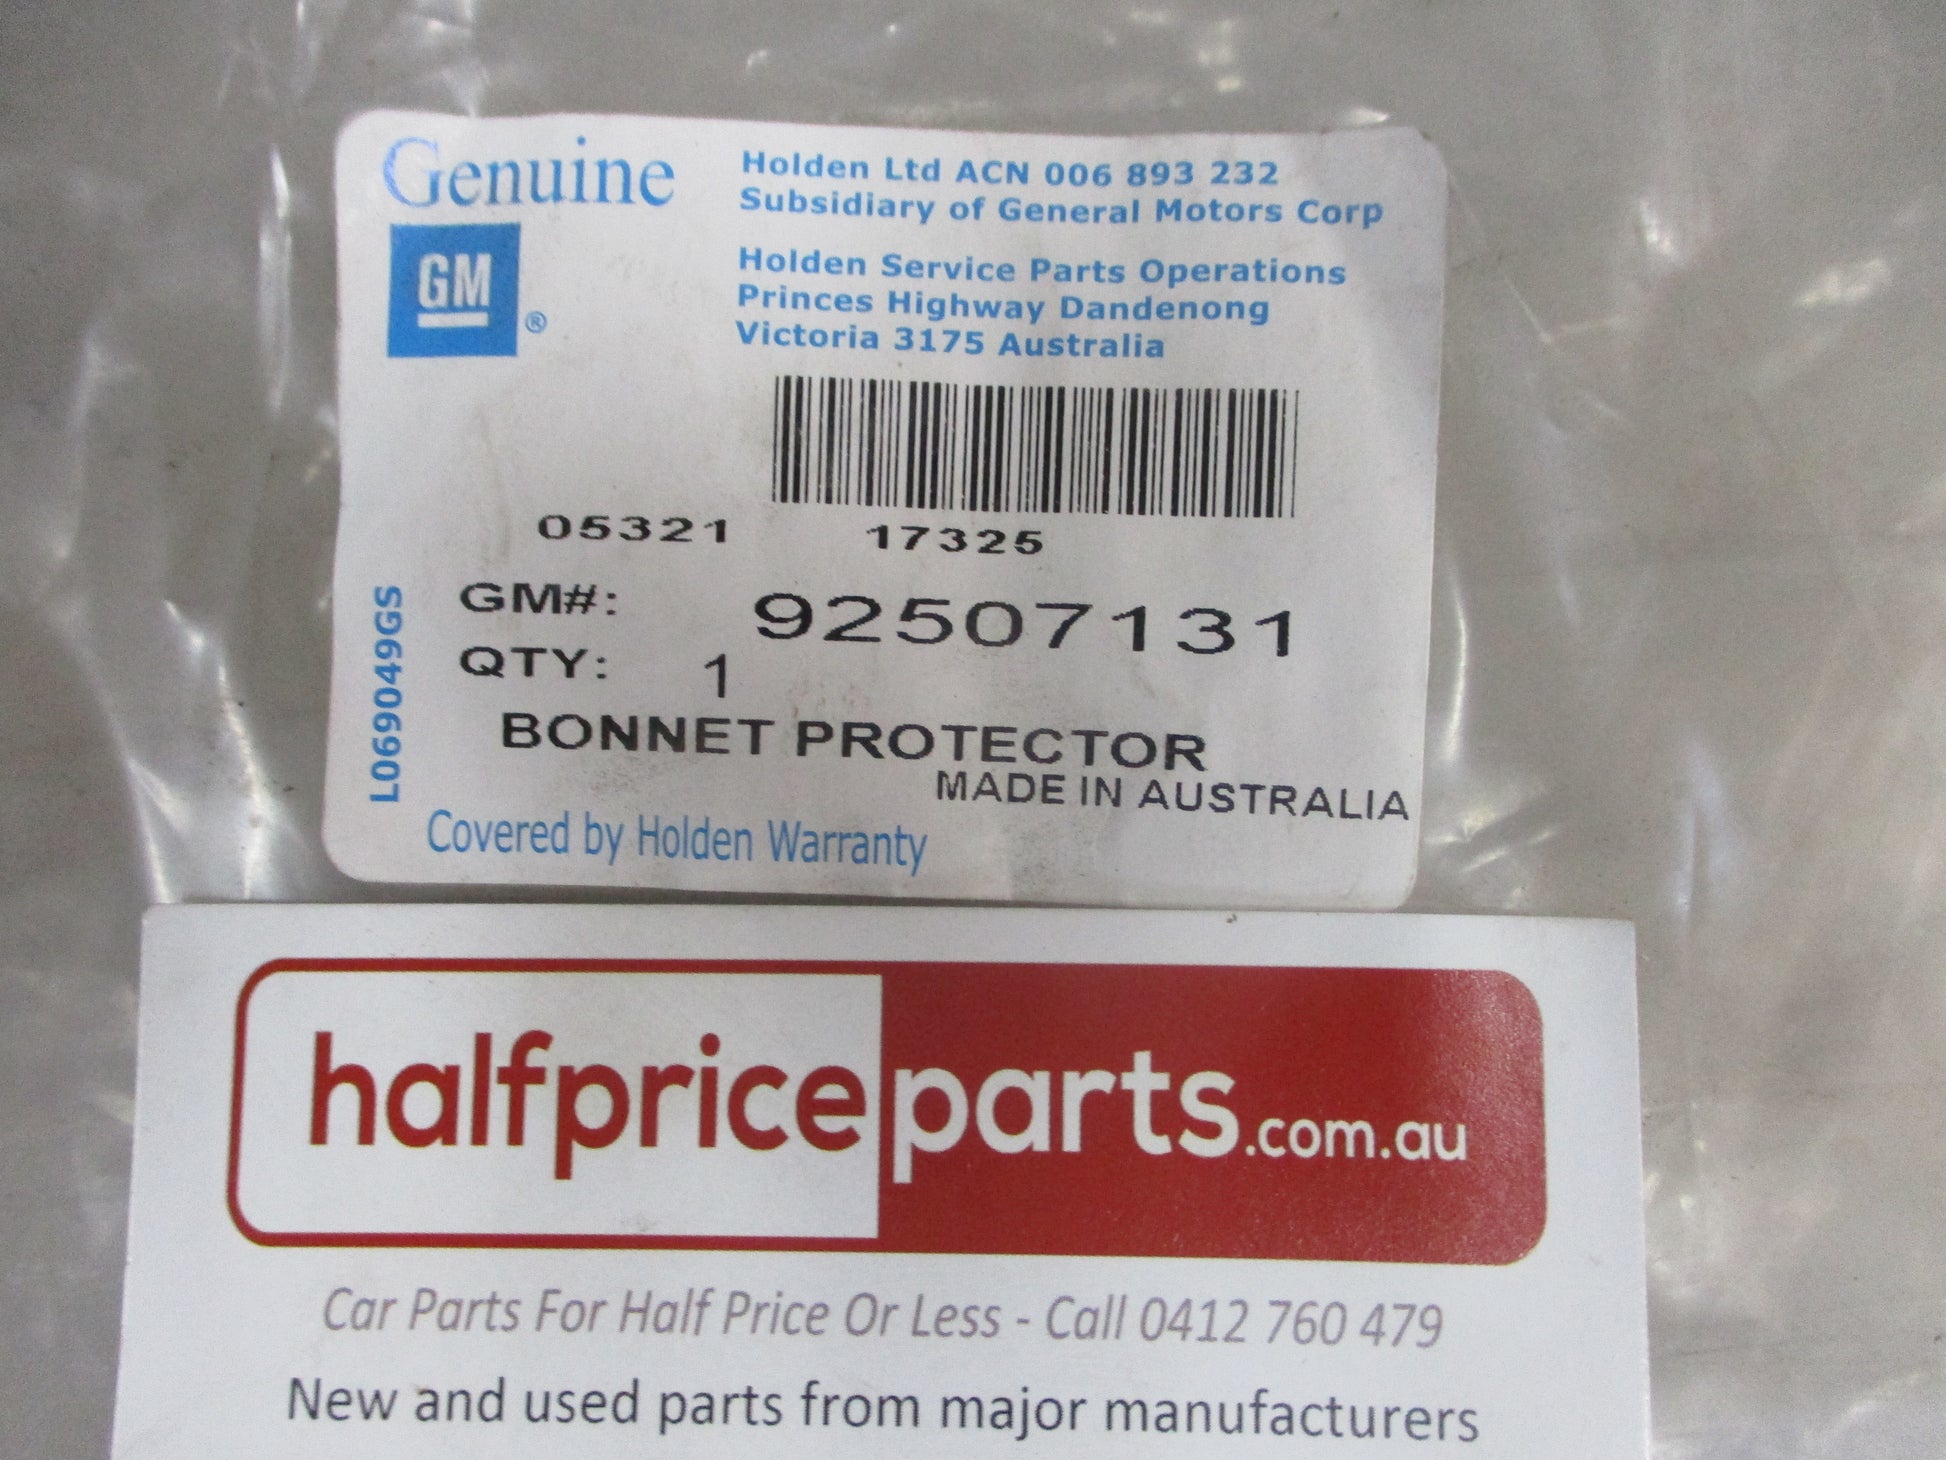 Genuine
GM ®
Holden Ltd ACN 006 893 232
Subsidiary of General Motors Corp
Holden Service Parts Operations
Princes Highway Dandenong
Victoria 3175 Australia
05321 17325
GM#: 92507131
QTY: 1
BONNET PROTECTOR
MADE IN AUSTRALIA
L069049GS
Covered by Holden Warranty
halfpriceparts.com.au
Car Parts For Half Price Or Less - Call 0412 760 479
New and used parts from major manufacturers